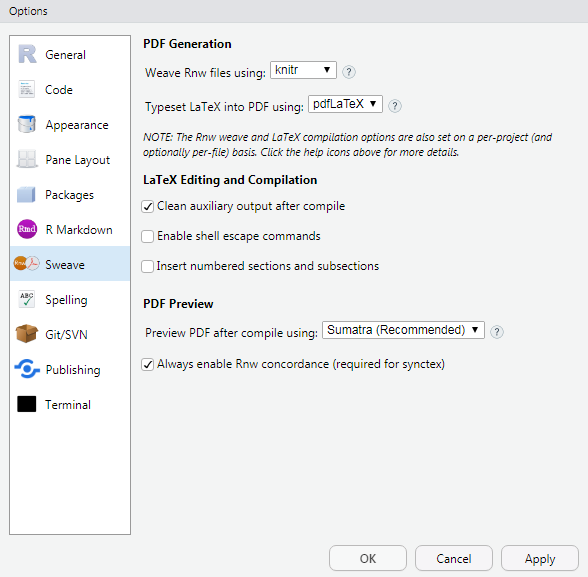 Options
R General
Code
Appearance
Pane Layout
Packages
Rmd R Markdown
Rnw Sweave
ABC Spelling
Git/SVN
Publishing
Terminal
PDF Generation
Weave Rnw files using: knitr ?
Typeset LaTeX into PDF using: pdfLaTeX ?
NOTE: The Rnw weave and LaTeX compilation options are also set on a per-project (and
optionally per-file) basis. Click the help icons above for more details.
LaTeX Editing and Compilation
Clean auxiliary output after compile
Enable shell escape commands
Insert numbered sections and subsections
PDF Preview
Preview PDF after compile using: Sumatra (Recommended) ?
Always enable Rnw concordance (required for synctex)
OK Cancel Apply